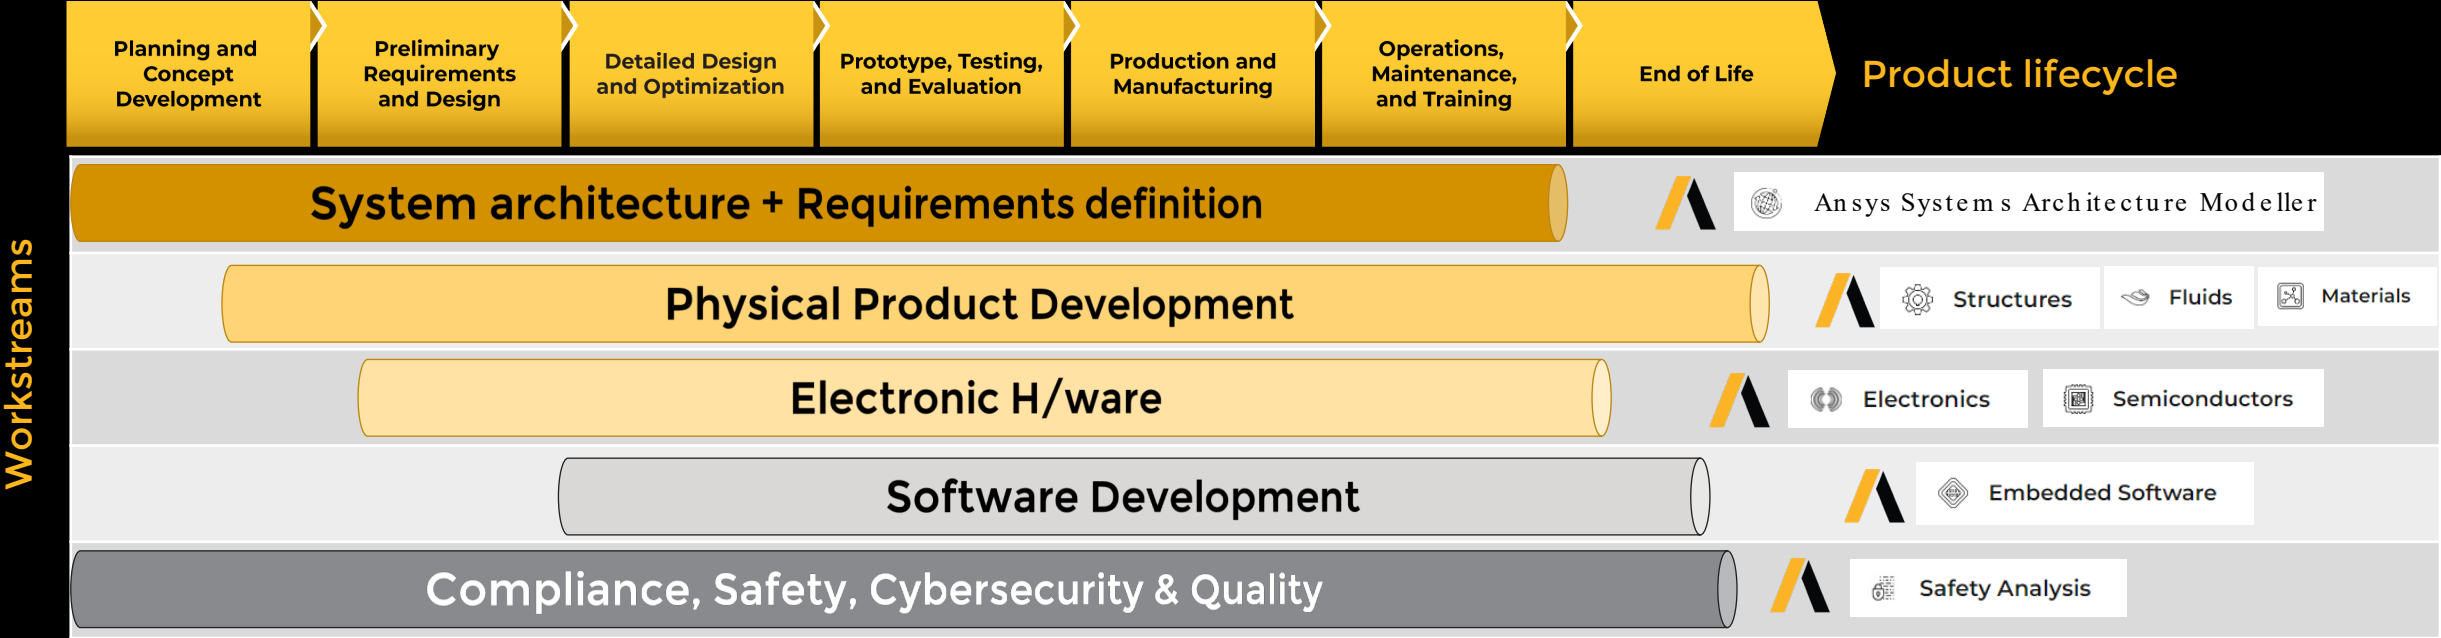 Planning and
Concept
Development
Preliminary
Requirements
and Design
Detailed Design
and Optimization
Prototype, Testing,
and Evaluation
Production and
Manufacturing
Operations,
Maintenance,
and Training
End of Life
Product lifecycle
Workstreams
System architecture + Requirements definition
Ansys Systems Architecture Modeller
Physical Product Development
Structures
Fluids
Materials
Electronic H/ware
Electronics
Semiconductors
Software Development
Embedded Software
Compliance, Safety, Cybersecurity & Quality
Safety Analysis